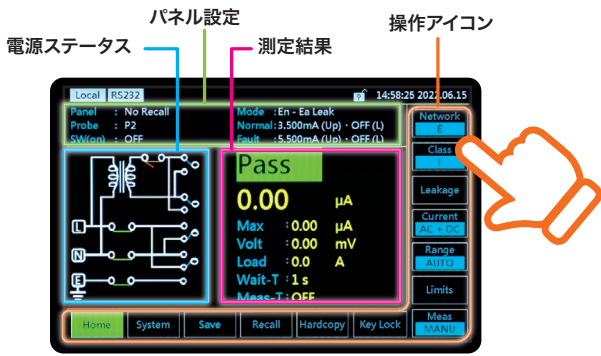 パネル設定
操作アイコン
電源ステータス
測定結果
Local RS232 14:58:25 2022.06.15
Panel : No Recall Mode :En - Ea Leak
Probe : P2 Normal:3.500mA (Up)・OFF (L)
SW(on) : OFF Fault :5.500mA (Up)・OFF (L)
Network
E
Class
I
Leakage
Current
AC + DC
Range
AUTO
Limits
Meas
MANU
Pass
0.00 µA
Max :0.00 µA
Volt :0.00 mV
Load :0.0 A
Wait-T :1 s
Meas-T :OFF
L
N
E
Home System Save Recall Hardcopy Key Lock